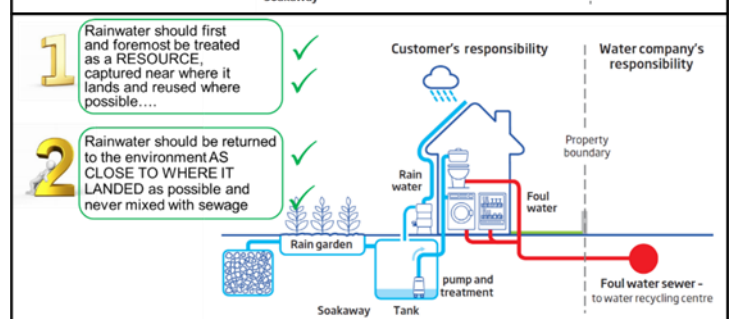 Soakaway
1
Rainwater should first
and foremost be treated
as a RESOURCE,
captured near where it
lands and reused where
possible....
2
Rainwater should be returned
to the environment AS
CLOSE TO WHERE IT
LANDED as possible and
never mixed with sewage
Customer's responsibility
Water company's
responsibility
Property
boundary
Rain
water
Foul
water
Rain garden
pump and
treatment
Soakaway
Tank
Foul water sewer –
to water recycling centre